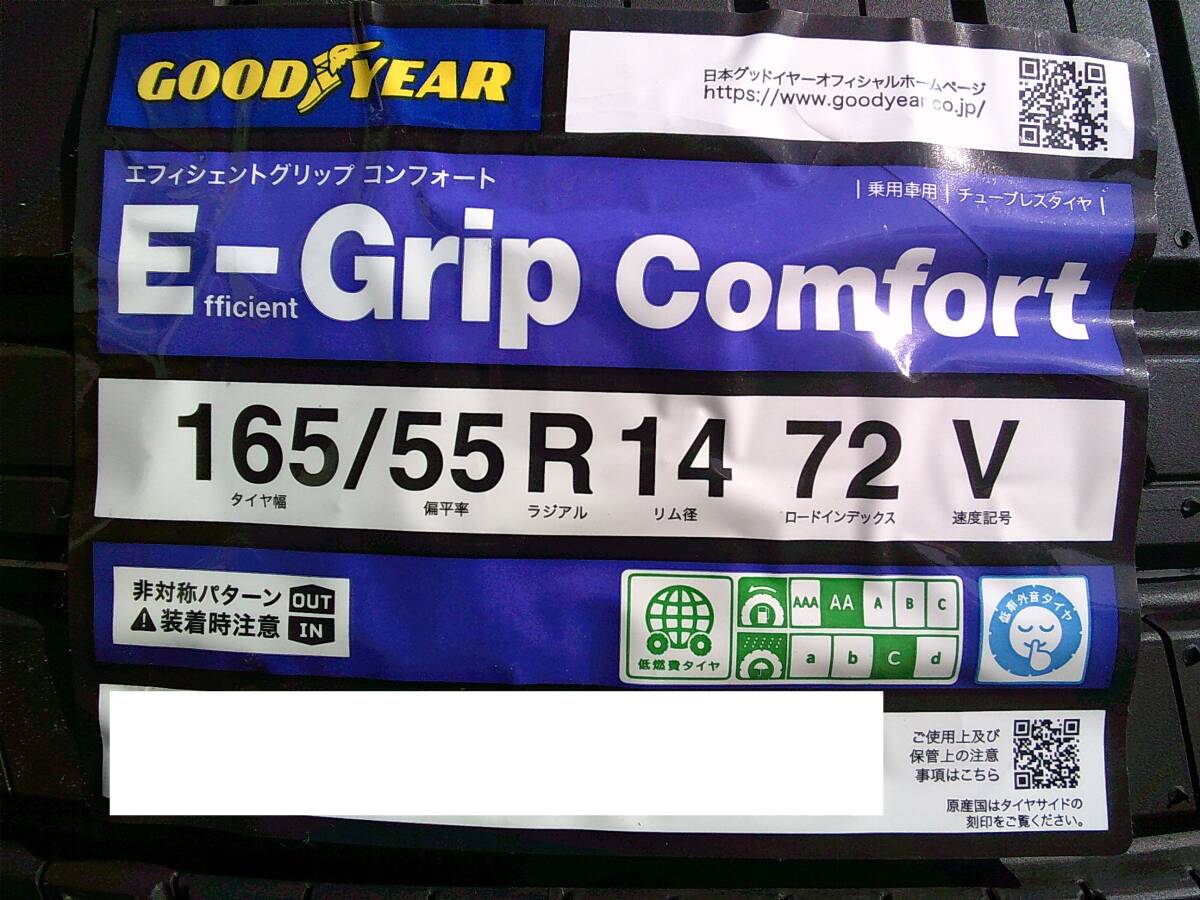 GOOD YEAR
日本グッドイヤーオフィシャルホームページ
https://www.goodyear.co.jp/
エフィシェントグリップ コンフォート
| 乗用車用 | チューブレスタイヤ |
E-Grip Comfort
fficient
165/55 R 14 72 V
タイヤ幅 偏平率 ラジアル リム径 ロードインデックス 速度記号
非対称パターン OUT
⚠装着時注意 IN
低燃費タイヤ
AAA AA A B C
a b c d
低車外音タイヤ
ご使用上及び
保管上の注意
事項はこちら
原産国はタイヤサイドの
刻印をご覧ください。